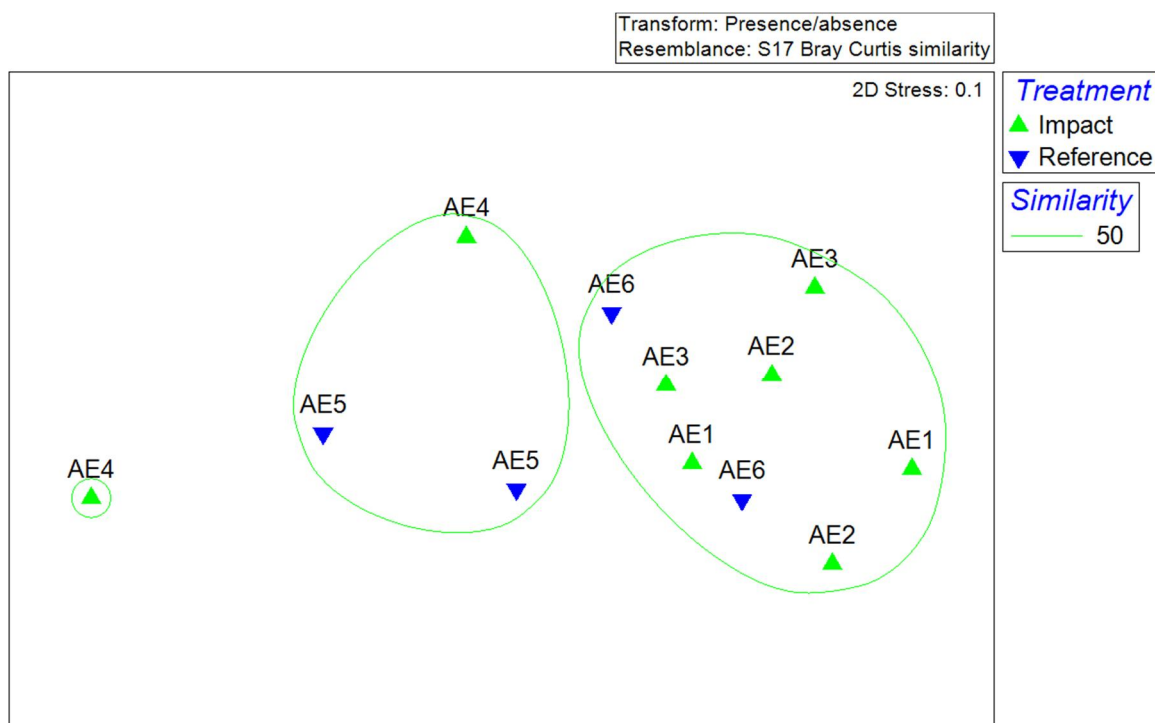 Transform: Presence/absence
Resemblance: S17 Bray Curtis similarity
2D Stress: 0.1
Treatment
Impact
Reference
Similarity
50
AE4
AE3
AE6
AE2
AE3
AE5
AE1
AE1
AE5
AE6
AE4
AE2